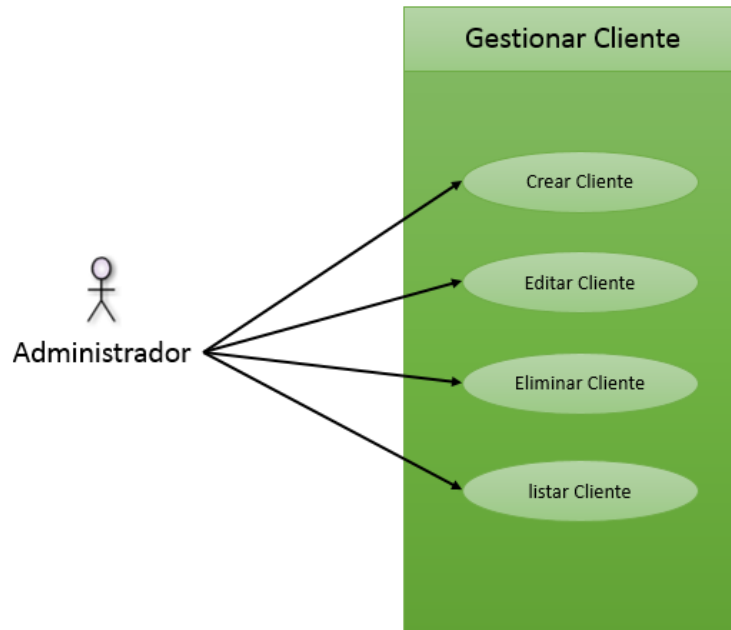 Gestionar Cliente
Crear Cliente
Editar Cliente
Administrador
Eliminar Cliente
listar Cliente